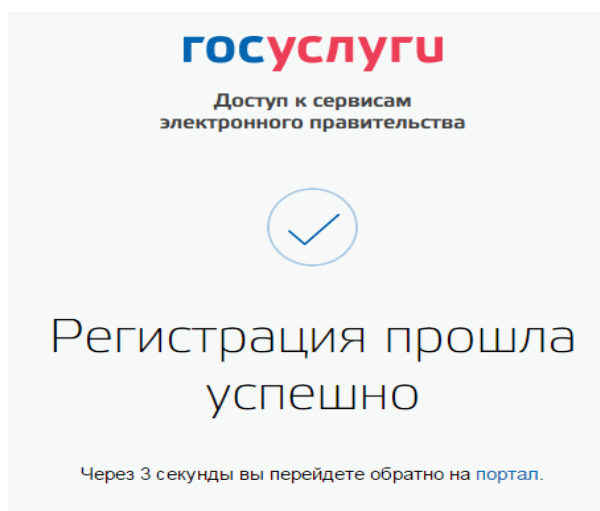 госуслуги
Доступ к сервисам
электронного правительства
Регистрация прошла
успешно
Через 3 секунды вы перейдете обратно на портал.